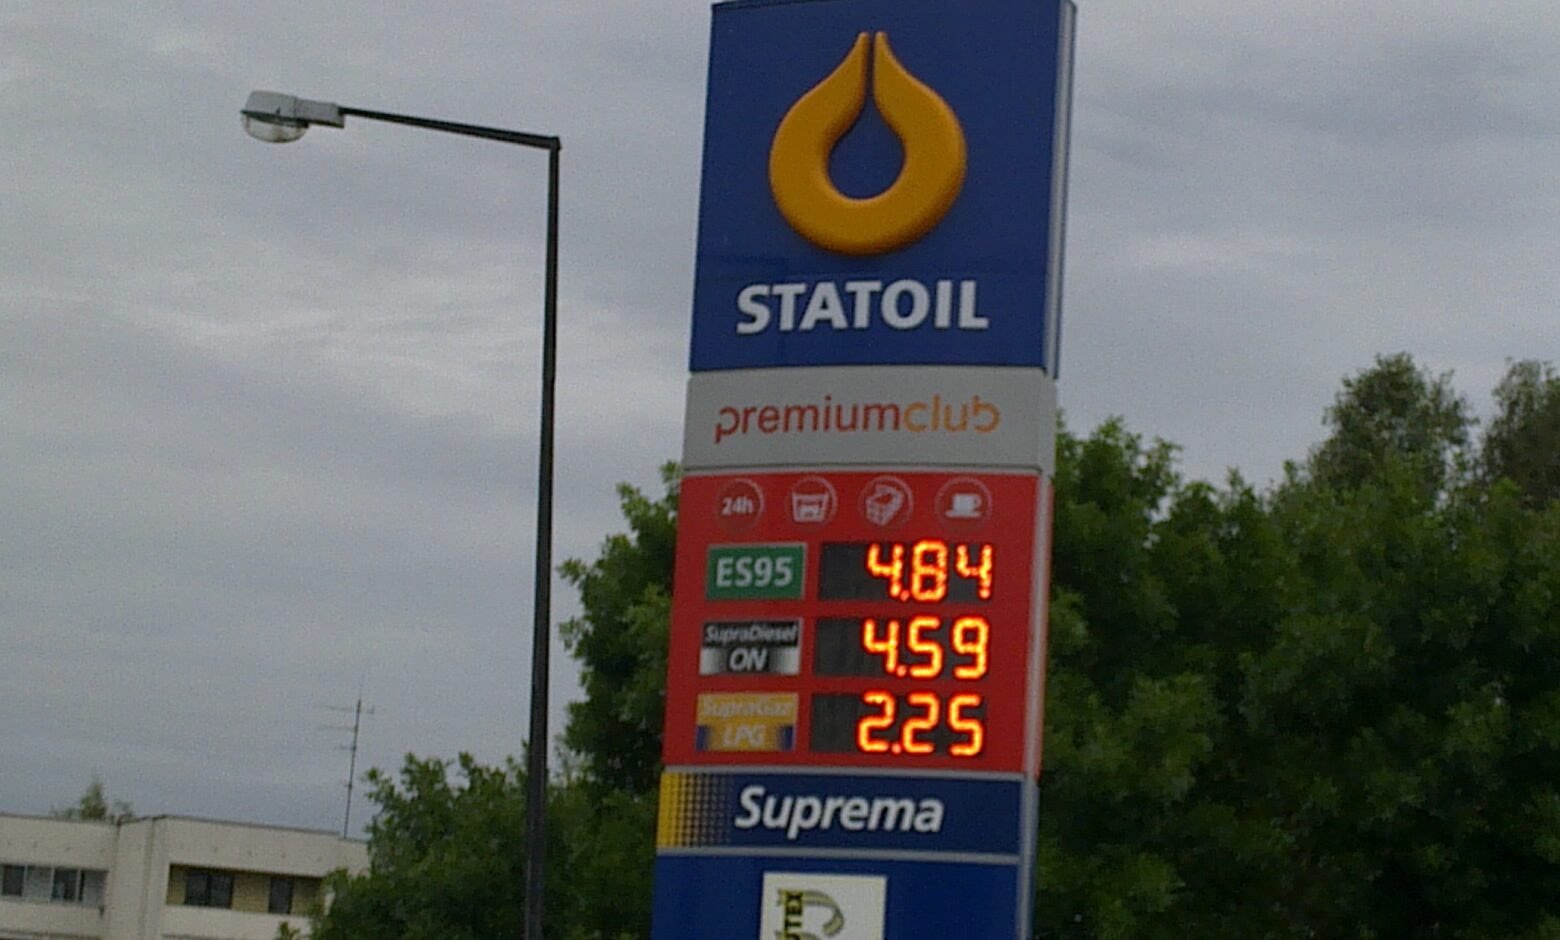 STATOIL
premiumclub
24h
ES95 4.84
SupraDiesel
ON 4.59
SupraGaz
LPG 2.25
Suprema